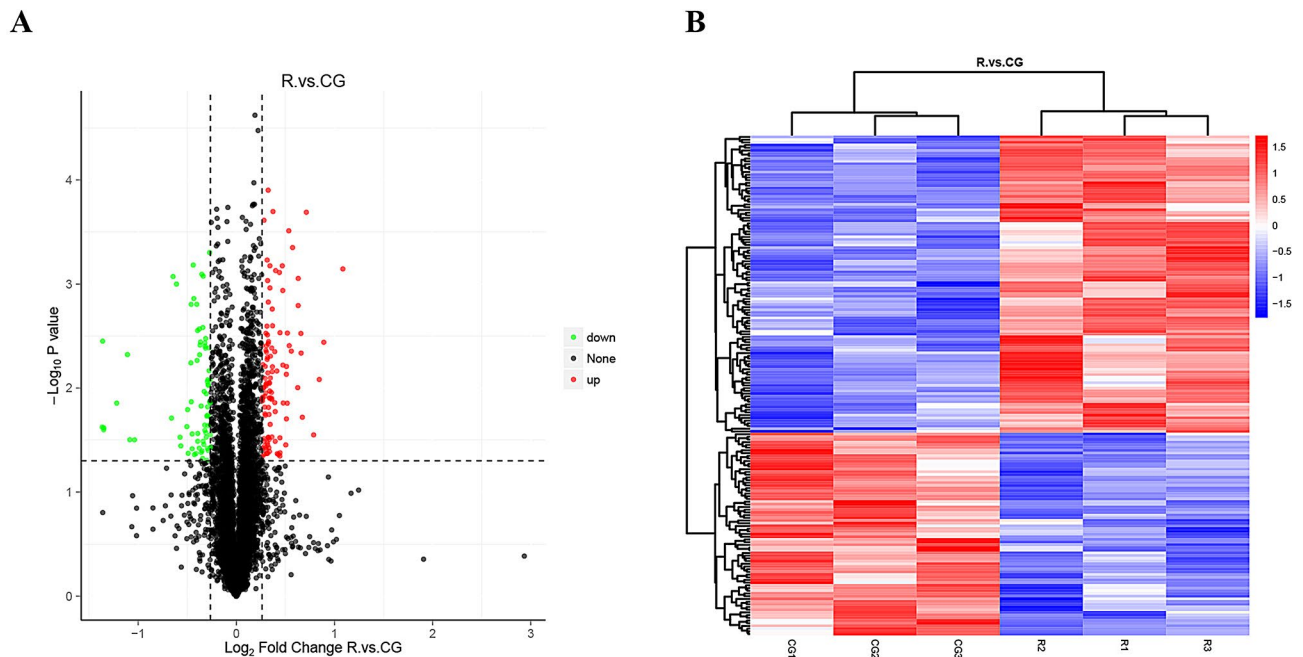 A
R.vs.CG
4
3
2
1
0
−1
0
1
2
3
−Log10 P value
Log2 Fold Change R.vs.CG
down
None
up
B
R.vs.CG
1.5
1
0.5
0
−0.5
−1
−1.5
CG1
CG2
CG3
R2
R1
R3